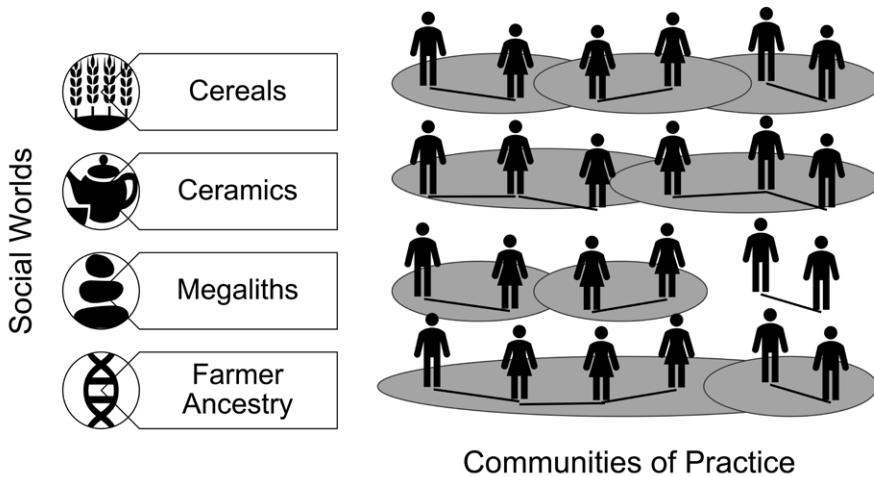 Social Worlds
Cereals
Ceramics
Megaliths
Farmer
Ancestry
Communities of Practice